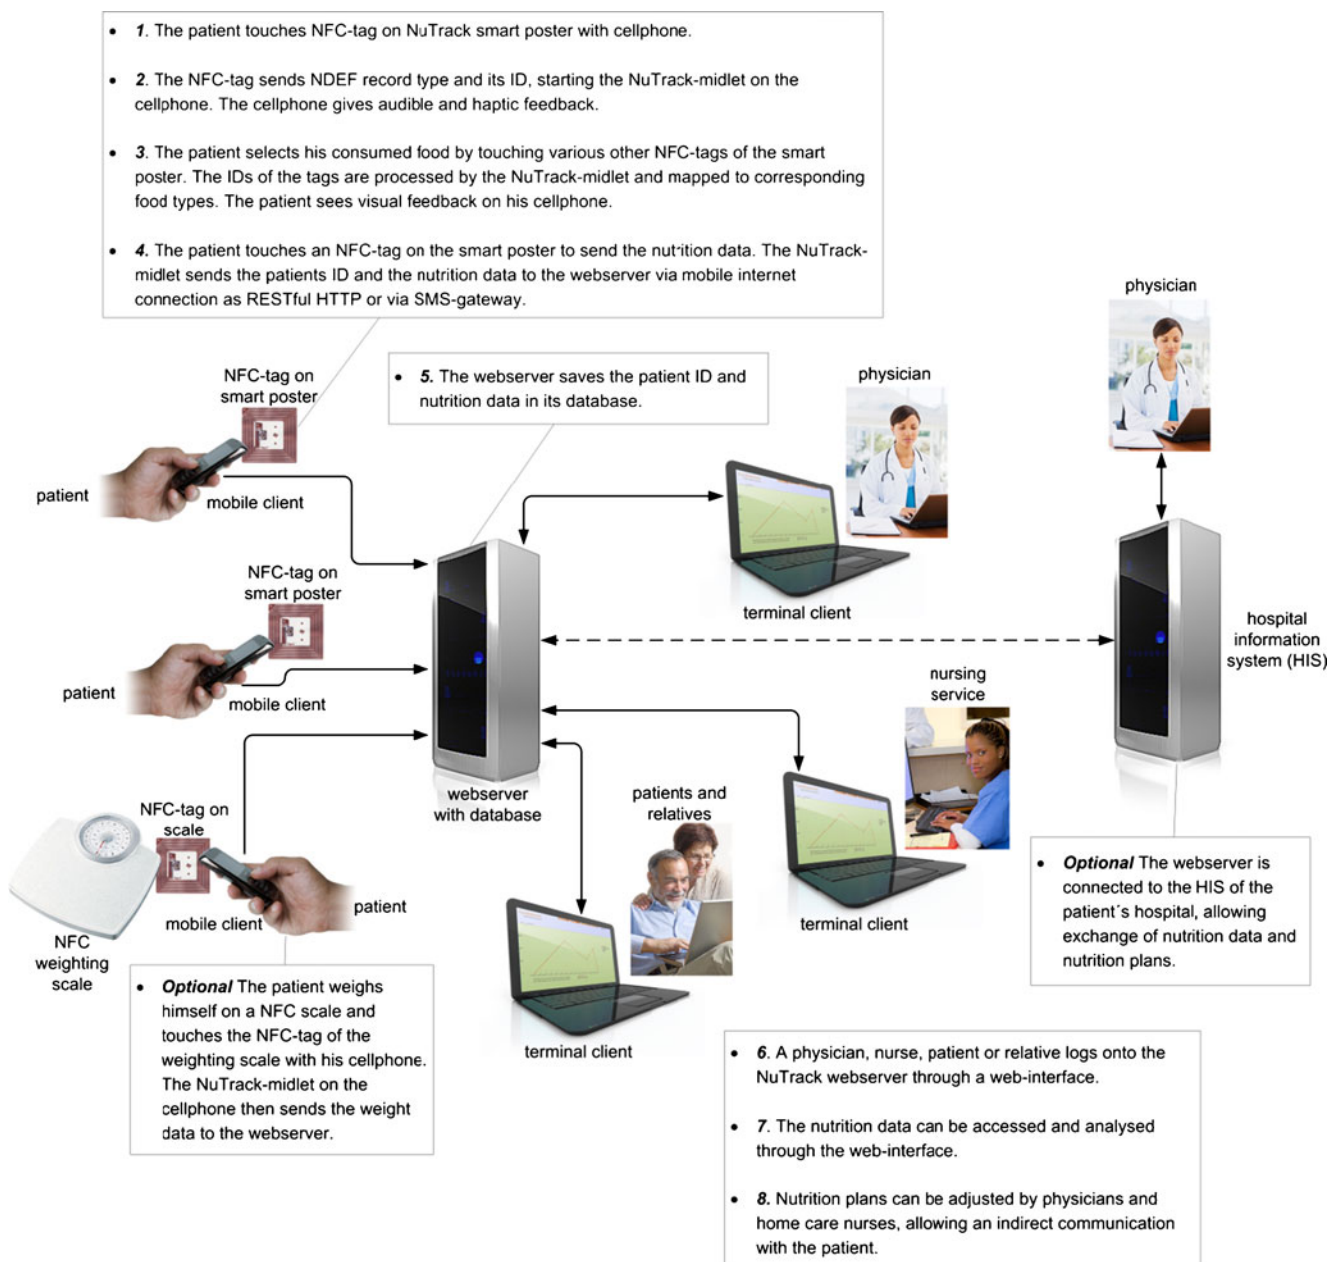 • 1. The patient touches NFC-tag on NuTrack smart poster with cellphone.
• 2. The NFC-tag sends NDEF record type and its ID, starting the NuTrack-midlet on the
cellphone. The cellphone gives audible and haptic feedback.
• 3. The patient selects his consumed food by touching various other NFC-tags of the smart
poster. The IDs of the tags are processed by the NuTrack-midlet and mapped to corresponding
food types. The patient sees visual feedback on his cellphone.
• 4. The patient touches an NFC-tag on the smart poster to send the nutrition data. The NuTrack-
midlet sends the patients ID and the nutrition data to the webserver via mobile internet
connection as RESTful HTTP or via SMS-gateway.
physician
NFC-tag on
smart poster
• 5. The webserver saves the patient ID and
nutrition data in its database.
physician
patient
mobile client
NFC-tag on
smart poster
terminal client
hospital
information
system (HIS)
patient
mobile client
nursing
service
NFC-tag on
scale
webserver
with database
patients and
relatives
mobile client
patient
NFC
weighting
scale
terminal client
• Optional The webserver is
connected to the HIS of the
patient´s hospital, allowing
exchange of nutrition data and
nutrition plans.
• Optional The patient weighs
himself on a NFC scale and
touches the NFC-tag of the
weighting scale with his cellphone.
The NuTrack-midlet on the
cellphone then sends the weight
data to the webserver.
terminal client
• 6. A physician, nurse, patient or relative logs onto the
NuTrack webserver through a web-interface.
• 7. The nutrition data can be accessed and analysed
through the web-interface.
• 8. Nutrition plans can be adjusted by physicians and
home care nurses, allowing an indirect communication
with the patient.